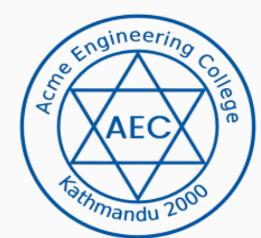 Acme Engineering College
AEC
Kathmandu 2000